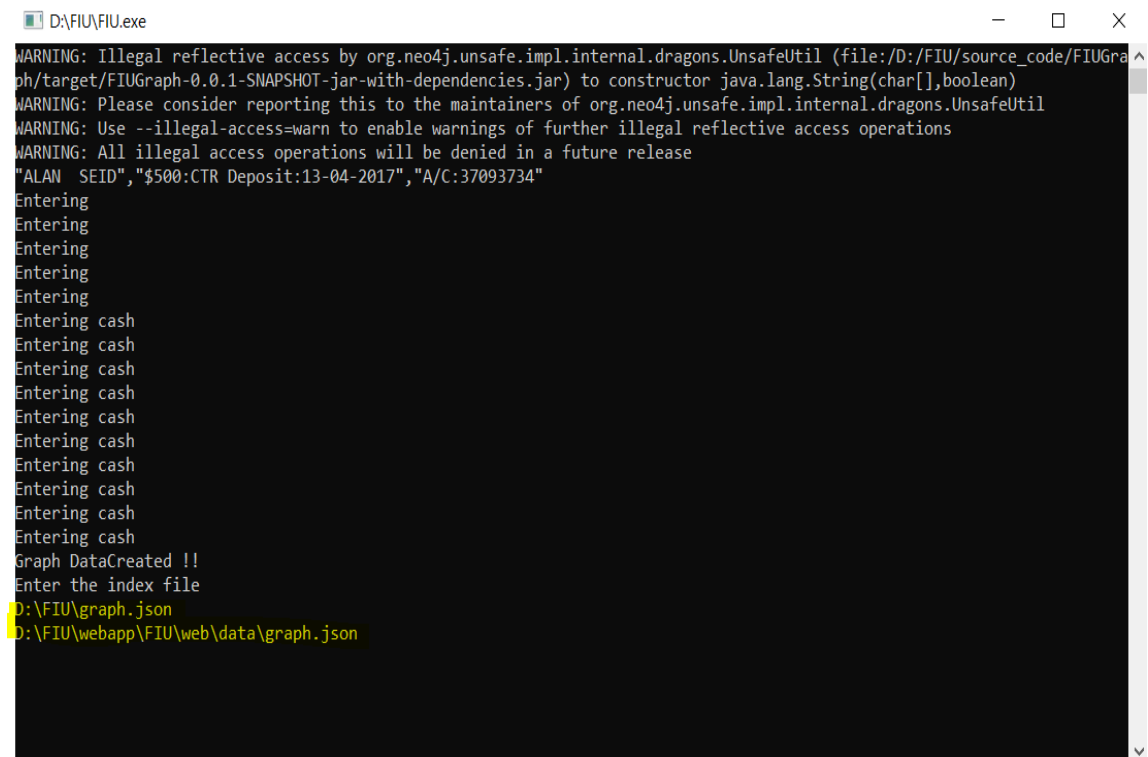 D:\FIU\FIU.exe
WARNING: Illegal reflective access by org.neo4j.unsafe.impl.internal.dragons.UnsafeUtil (file:/D:/FIU/source_code/FIUGra
ph/target/FIUGraph-0.0.1-SNAPSHOT-jar-with-dependencies.jar) to constructor java.lang.String(char[],boolean)
WARNING: Please consider reporting this to the maintainers of org.neo4j.unsafe.impl.internal.dragons.UnsafeUtil
WARNING: Use --illegal-access=warn to enable warnings of further illegal reflective access operations
WARNING: All illegal access operations will be denied in a future release
"ALAN  SEID","$500:CTR Deposit:13-04-2017","A/C:37093734"
Entering
Entering
Entering
Entering
Entering
Entering cash
Entering cash
Entering cash
Entering cash
Entering cash
Entering cash
Entering cash
Entering cash
Entering cash
Entering cash
Graph DataCreated !!
Enter the index file
D:\FIU\graph.json
D:\FIU\webapp\FIU\web\data\graph.json